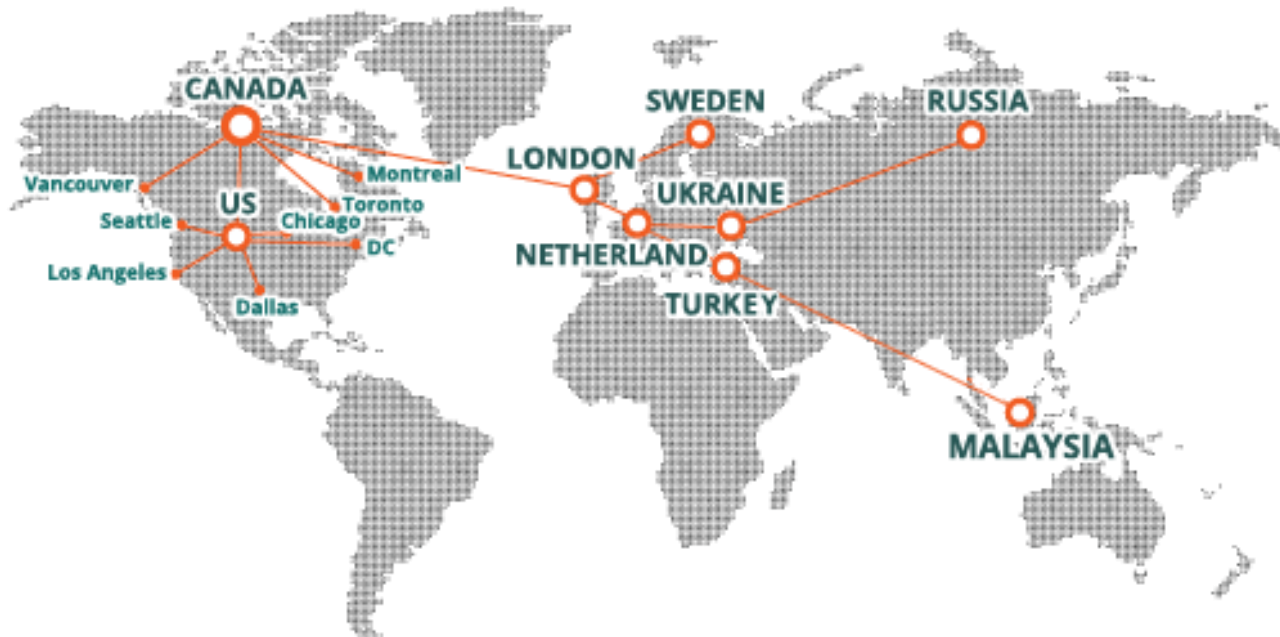 CANADA
SWEDEN
RUSSIA
LONDON
Montreal
Vancouver
UKRAINE
US
Toronto
Seattle
Chicago
DC
NETHERLAND
Los Angeles
TURKEY
Dallas
MALAYSIA